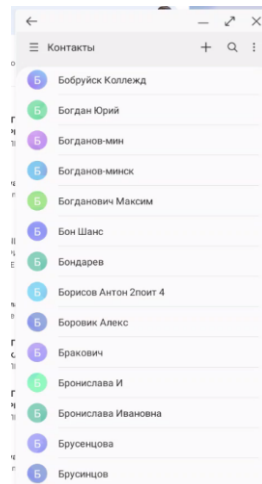 Контакты
Б Бобруйск Колледж
Б Богдан Юрий
Б Богданов-мин
Б Богданов-минск
Б Богданович Максим
Б Бон Шанс
Б Бондарев
Б Борисов Антон 2поит 4
Б Боровик Алекс
Б Бракович
Б Бронислава И
Б Бронислава Ивановна
Б Брусенцова
Б Брусинцов